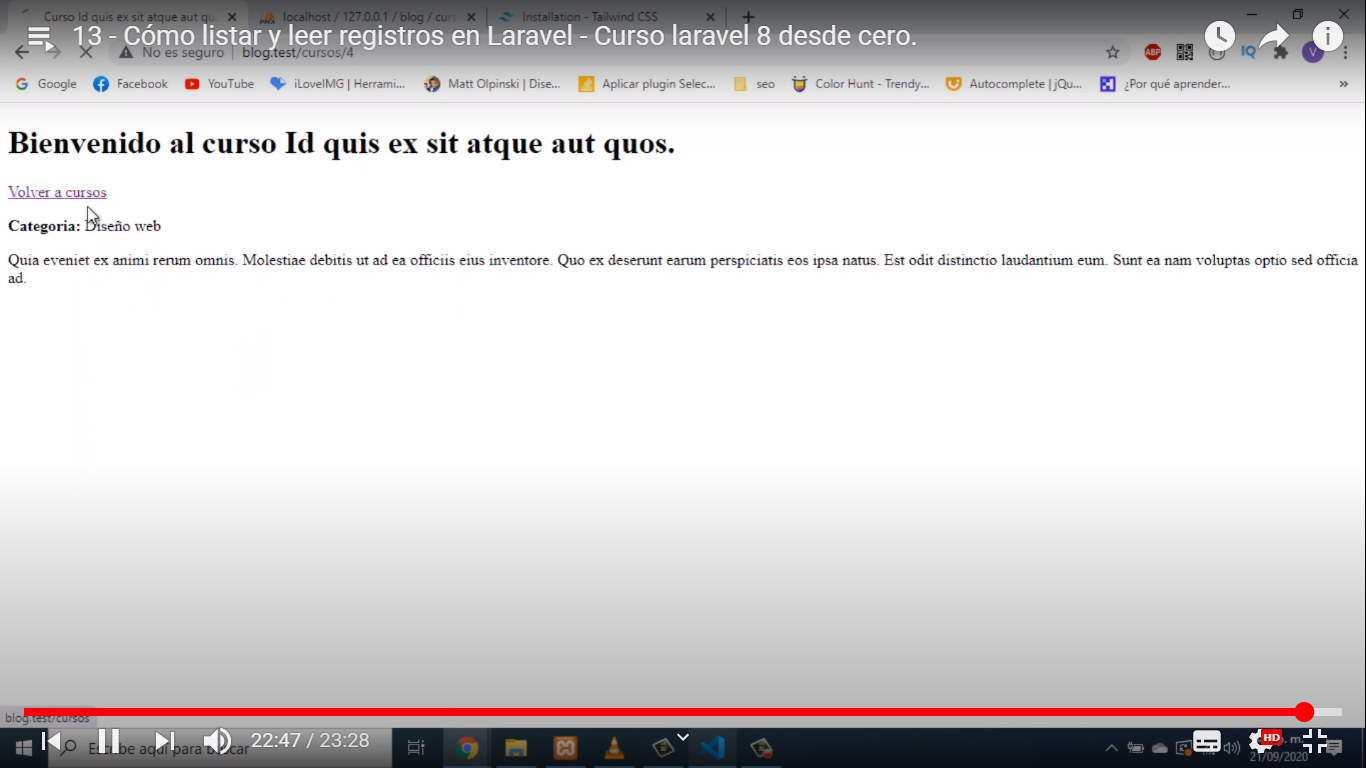 Curso Id quis ex sit atque aut qu
localhost / 127.0.0.1 / blog / curs
Installation - Tailwind CSS
13 - Cómo listar y leer registros en Laravel - Curso laravel 8 desde cero.
No es seguro
blog.test/cursos/4
ABP
IQ
V
Google
Facebook
YouTube
iLoveIMG | Herrami...
Matt Olpinski | Dise...
Aplicar plugin Selec...
seo
Color Hunt - Trendy...
Autocomplete | jQu...
¿Por qué aprender...
Bienvenido al curso Id quis ex sit atque aut quos.
Volver a cursos
Categoria: Diseño web
Quia eveniet ex animi rerum omnis. Molestiae debitis ut ad ea officiis eius inventore. Quo ex deserunt earum perspiciatis eos ipsa natus. Est odit distinctio laudantium eum. Sunt ea nam voluptas optio sed officia
ad.
blog.test/cursos
Escribe aquí para buscar
22:47 / 23:28
HD
21/09/2020